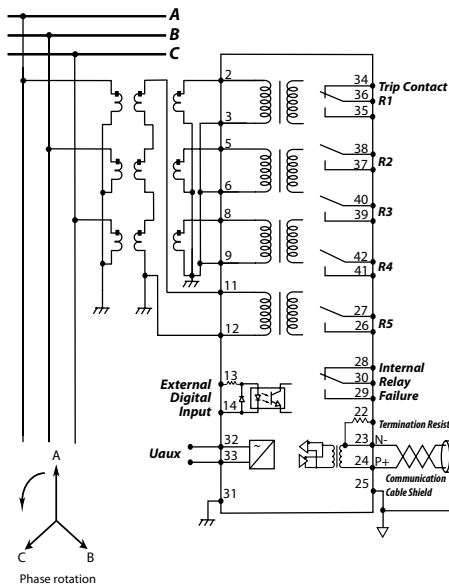 A
B
C
2
3
5
6
8
9
11
12
34
Trip Contact
36
R1
35
38
R2
37
40
R3
39
42
R4
41
27
R5
26
28
Internal
30
Relay
29
Failure
External
Digital
Input
13
14
Uaux
32
33
~
31
22
Termination Resist
23
N-
24
P+
Communication
Cable Shield
25
A
C
B
Phase rotation